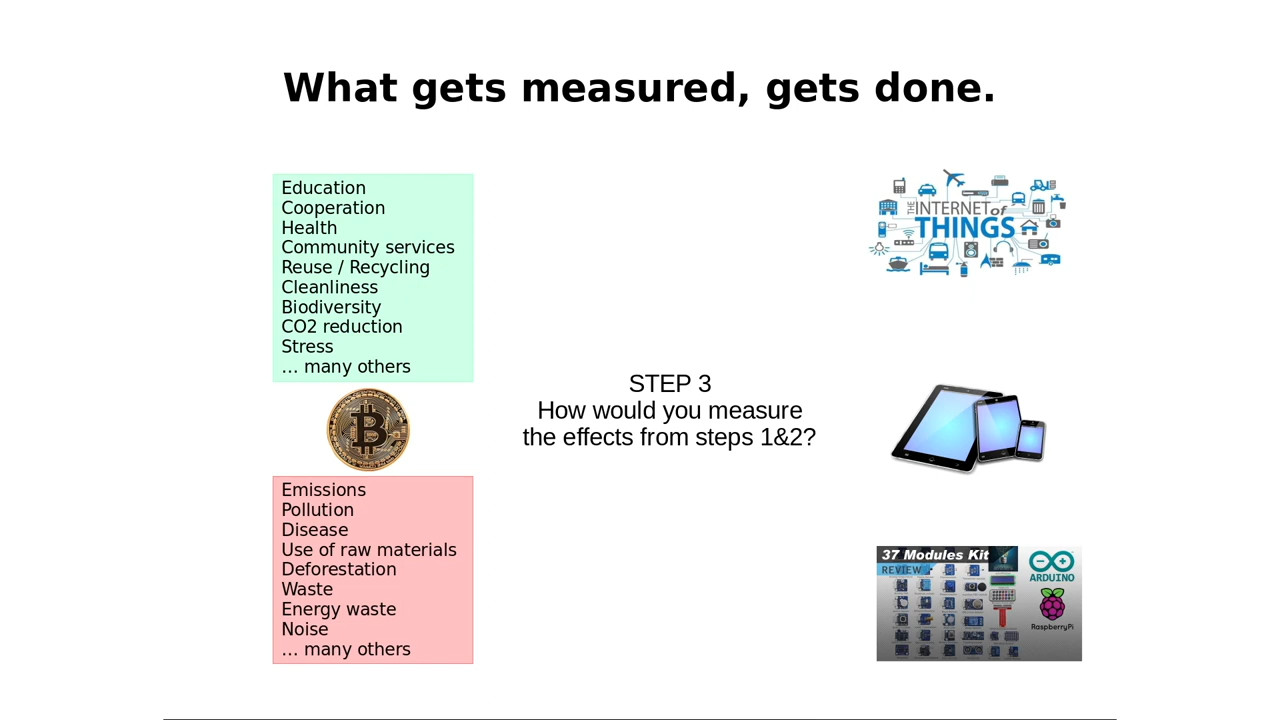 What gets measured, gets done.
Education
Cooperation
Health
Community services
Reuse / Recycling
Cleanliness
Biodiversity
CO2 reduction
Stress
… many others
STEP 3
How would you measure
the effects from steps 1&2?
Emissions
Pollution
Disease
Use of raw materials
Deforestation
Waste
Energy waste
Noise
… many others
THE INTERNET of
THINGS
37 Modules Kit
REVIEW
ARDUINO
RaspberryPi